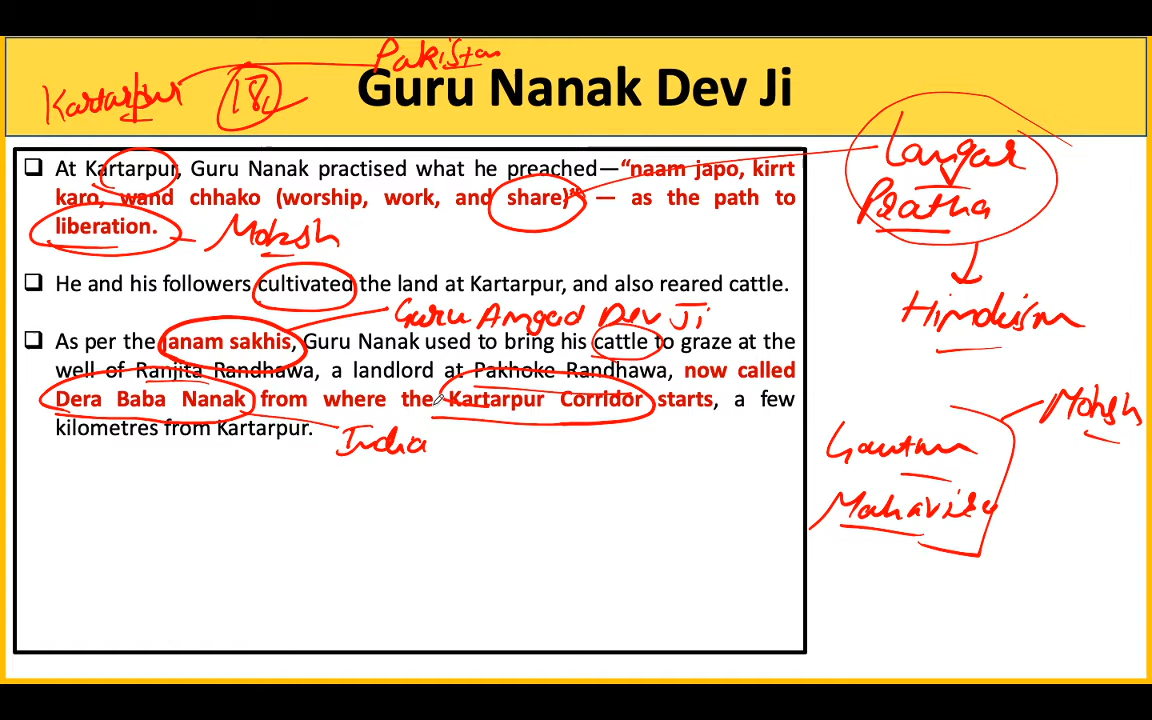 Pakistan
Kartarpur 18
Guru Nanak Dev Ji
At Kartarpur, Guru Nanak practised what he preached—“naam japo, kirrt
karo, wand chhako (worship, work, and share)” — as the path to
liberation.
Moksh
Langar
Pratha
Hinduism
He and his followers cultivated the land at Kartarpur, and also reared cattle.
Guru Angad Dev Ji
As per the janam sakhis, Guru Nanak used to bring his cattle to graze at the
well of Ranjita Randhawa, a landlord at Pakhoke Randhawa, now called
Dera Baba Nanak from where the Kartarpur Corridor starts, a few
kilometres from Kartarpur.
India
Moksh
Gautam